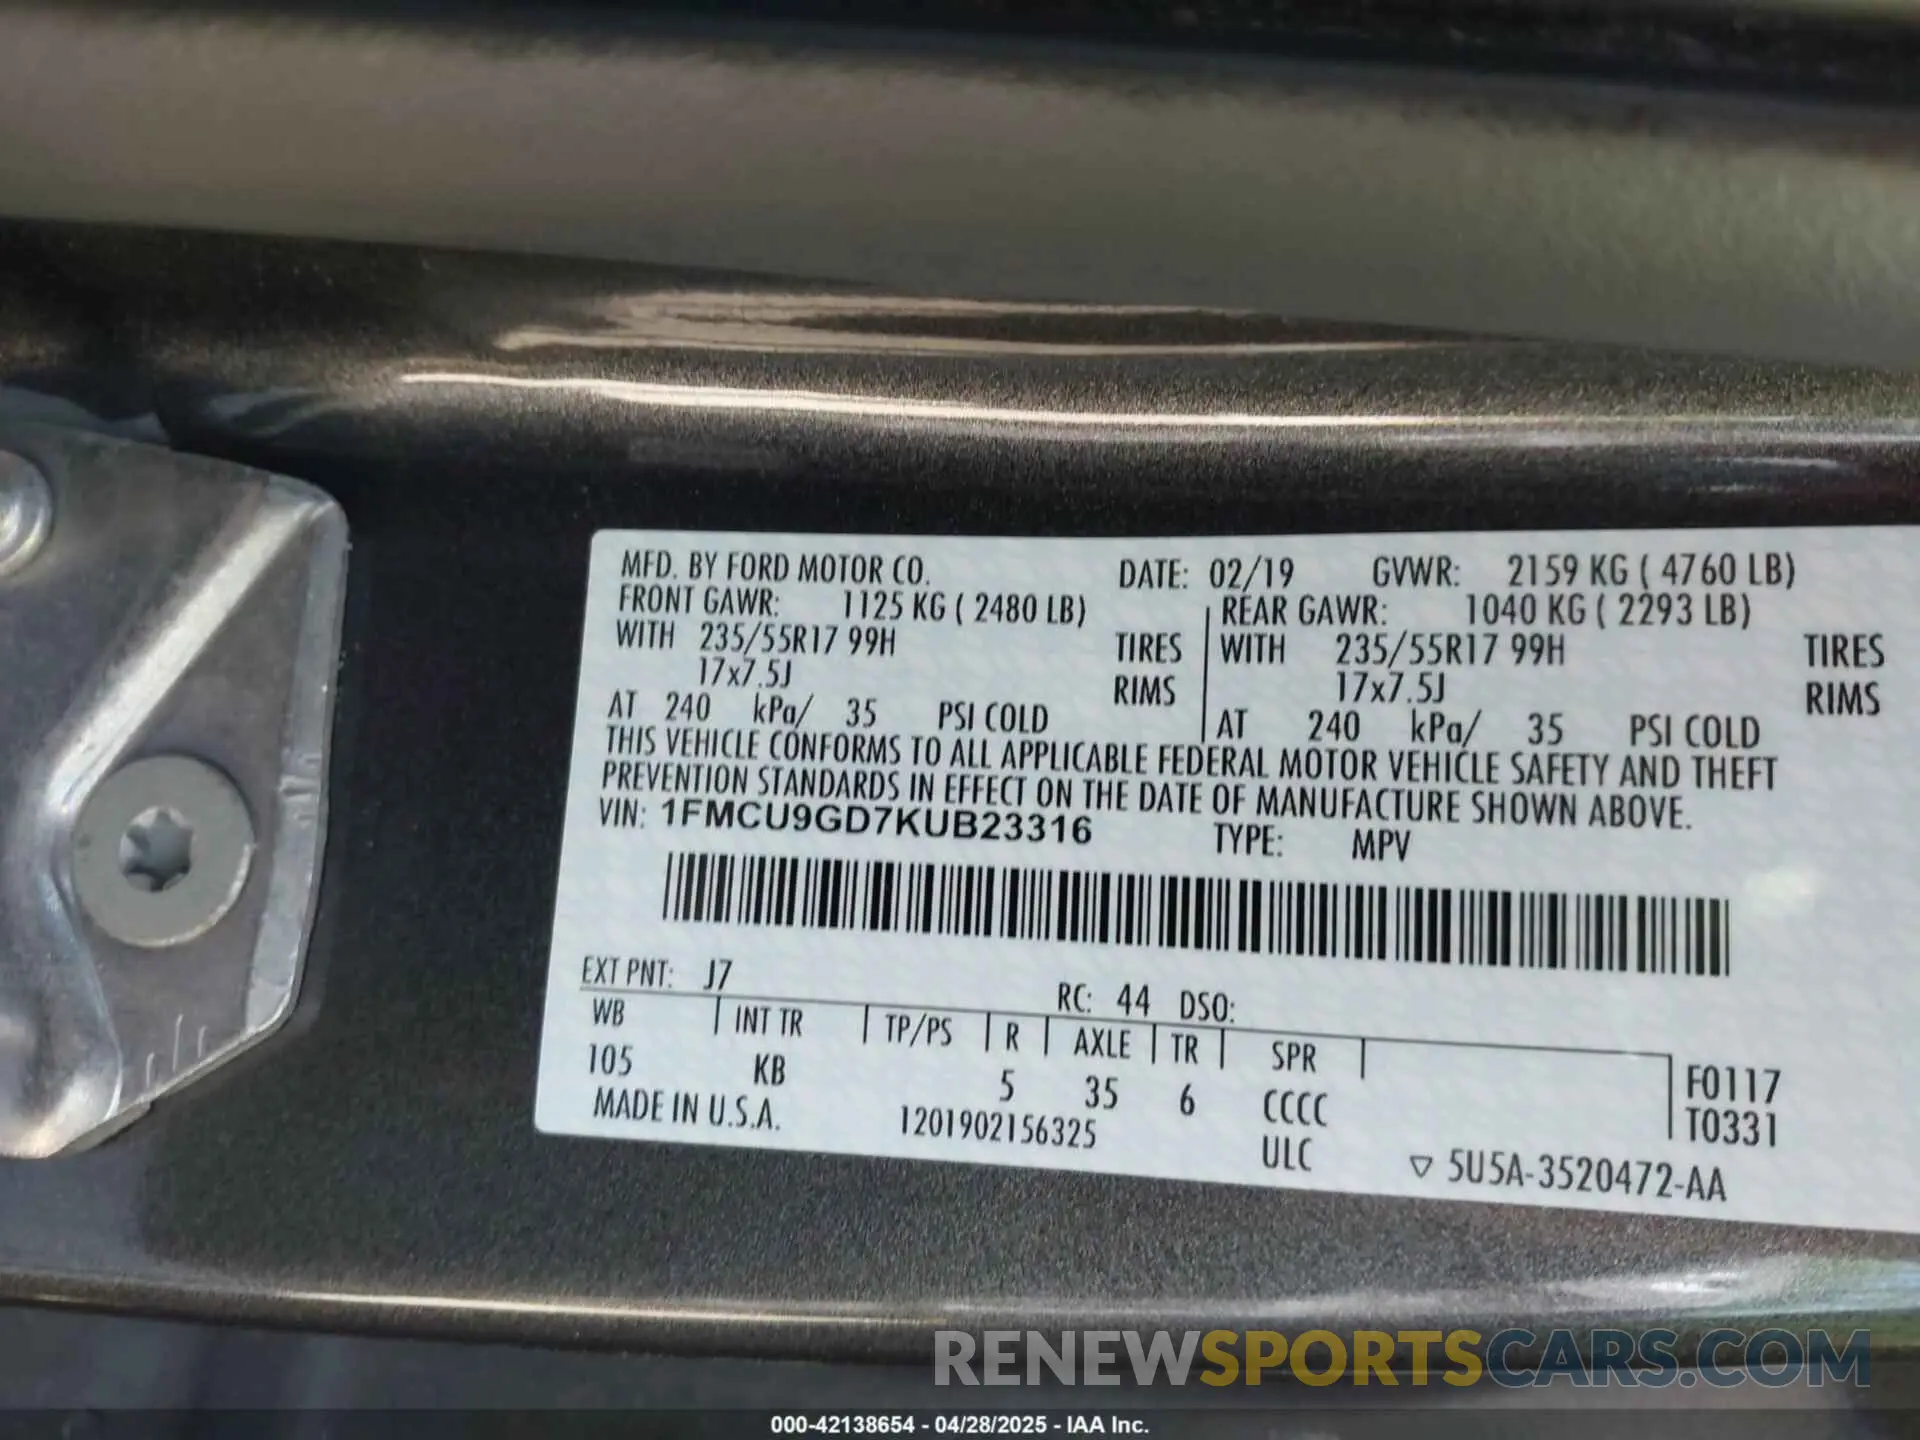 MFD. BY FORD MOTOR CO. DATE: 02/19 GVWR: 2159 KG ( 4760 LB)
FRONT GAWR: 1125 KG ( 2480 LB) REAR GAWR: 1040 KG ( 2293 LB)
WITH 235/55R17 99H TIRES WITH 235/55R17 99H TIRES
17x7.5J RIMS 17x7.5J RIMS
AT 240 kPa/ 35 PSI COLD AT 240 kPa/ 35 PSI COLD
THIS VEHICLE CONFORMS TO ALL APPLICABLE FEDERAL MOTOR VEHICLE SAFETY AND THEFT
PREVENTION STANDARDS IN EFFECT ON THE DATE OF MANUFACTURE SHOWN ABOVE.
VIN: 1FMCU9GD7KUB23316 TYPE: MPV
EXT PNT: J7 RC: 44 DSO:
WB INT TR TP/PS R AXLE TR SPR
105 KB 5 35 6 CCCC F0117
MADE IN U.S.A. 1201902156325 ULC T0331
▽ 5U5A-3520472-AA
RENEWSPORTSCARS.COM
000-42138654 - 04/28/2025 - IAA Inc.